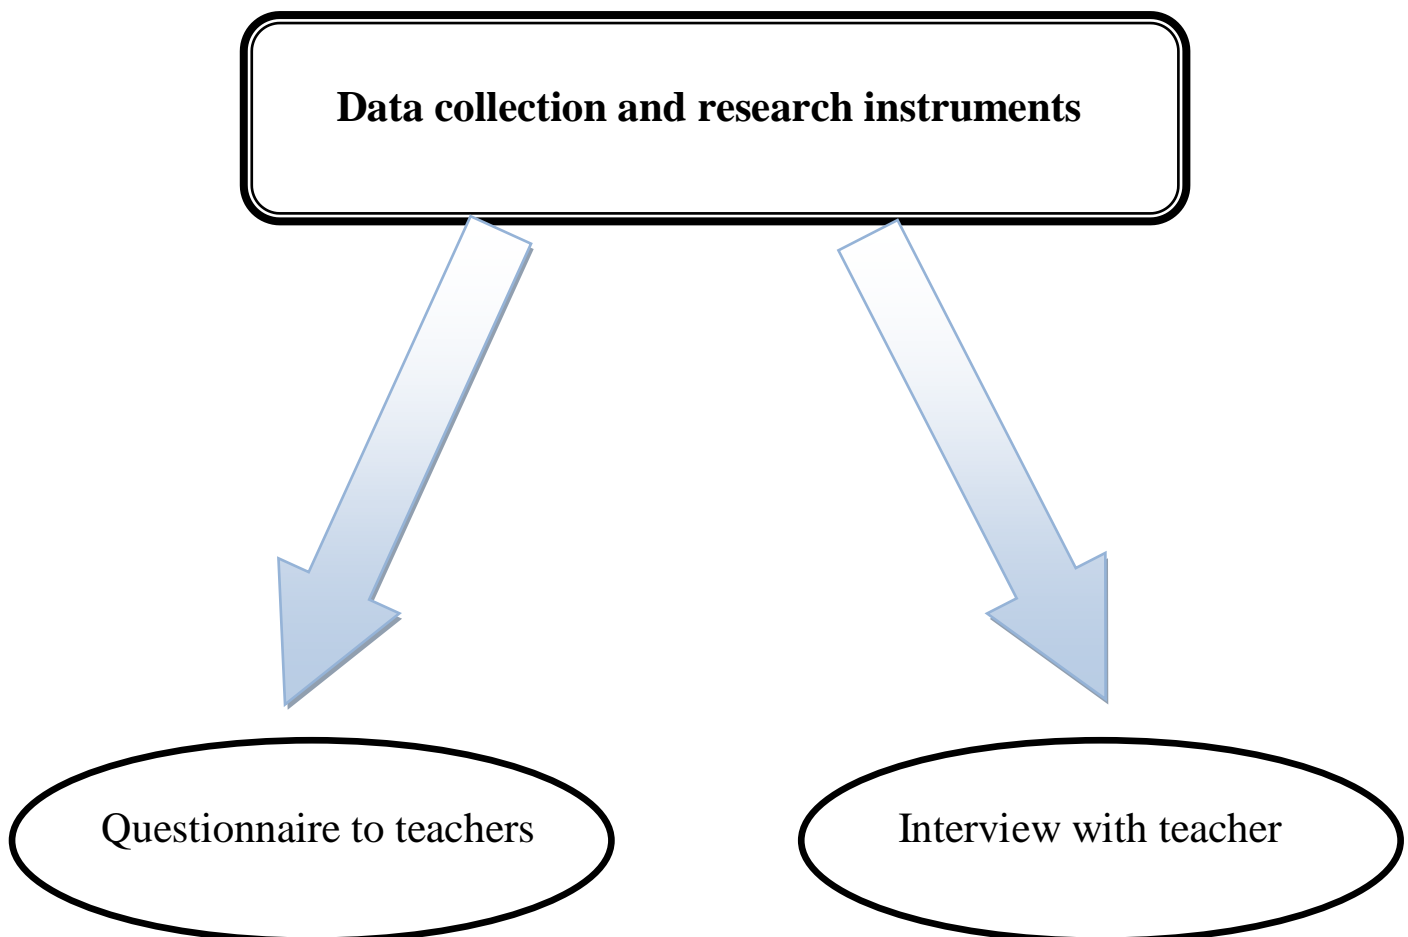 Data collection and research instruments
Questionnaire to teachers
Interview with teacher